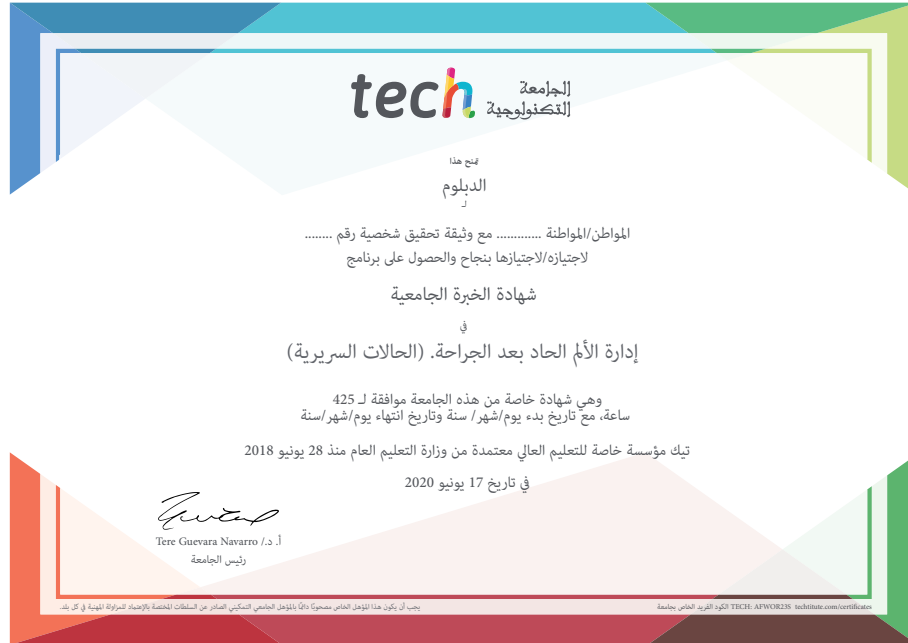 tech الجامعة
التكنولوجية
يمنح هذا
الدبلوم
لـ
المواطن/المواطنة ............. مع وثيقة تحقيق شخصية رقم ........
لاجتيازه/لاجتيازها بنجاح والحصول على برنامج
شهادة الخبرة الجامعية
في
إدارة الألم الحاد بعد الجراحة. (الحالات السريرية)
وهي شهادة خاصة من هذه الجامعة موافقة لـ 425
ساعة، مع تاريخ بدء يوم/شهر/ سنة وتاريخ انتهاء يوم/شهر/سنة
تيك مؤسسة خاصة للتعليم العالي معتمدة من وزارة التعليم العام منذ 28 يونيو 2018
في تاريخ 17 يونيو 2020
أ. د./ Tere Guevara Navarro
رئيس الجامعة
يجب أن يكون هذا المؤهل الخاص مصحوبًا دائمًا بالمؤهل الجامعي التمكيني الصادر عن السلطات المختصة بالإعتماد للمزاولة المهنية في كل بلد.
الكود الفريد الخاص بجامعة TECH: AFWOR23S techtitute.com/certificates